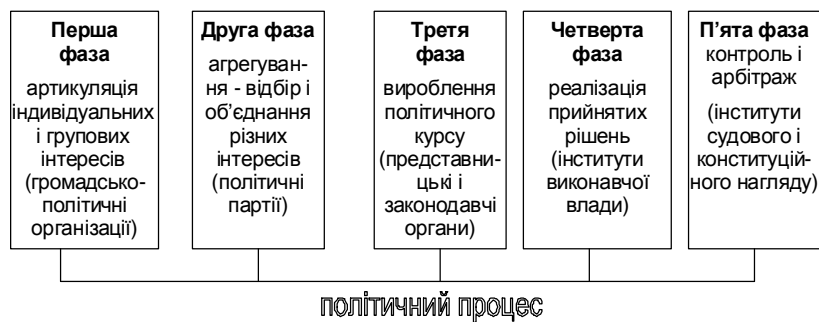 Перша
фаза
артикуляція
індивідуальних
і групових
інтересів
(громадсько-
політичні
організації)
Друга фаза
агрегуван-
ня - відбір і
об’єднання
різних
інтересів
(політичні
партії)
Третя
фаза
вироблення
політичного
курсу
(представни-
цькі і
законодавчі
органи)
Четверта
фаза
реалізація
прийнятих
рішень
(інститути
виконавчої
влади)
П’ята фаза
контроль і
арбітраж
(інститути
судового і
конституцій-
ного нагляду)
політичний процес